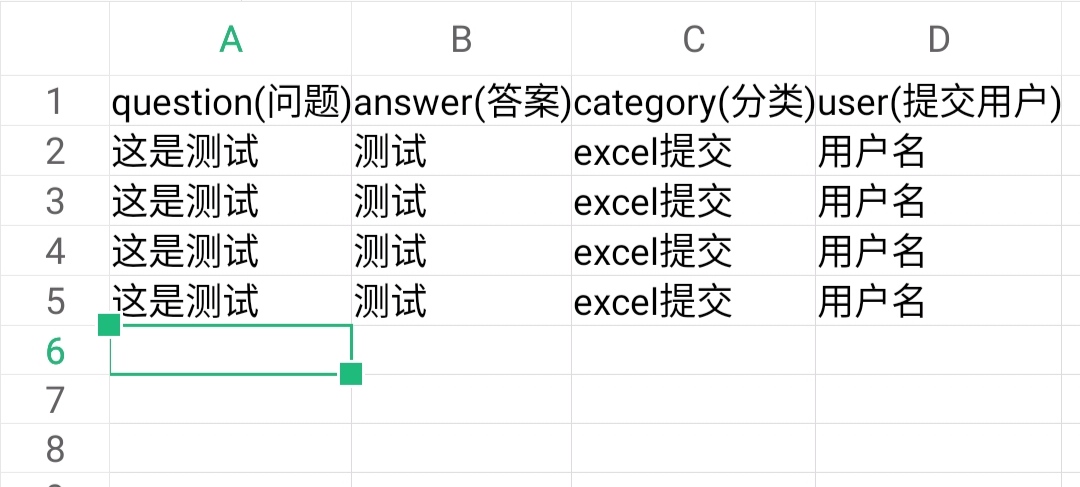 A B C D
1 question(问题) answer(答案) category(分类) user(提交用户)
2 这是测试 测试 excel提交 用户名
3 这是测试 测试 excel提交 用户名
4 这是测试 测试 excel提交 用户名
5 这是测试 测试 excel提交 用户名
6
7
8